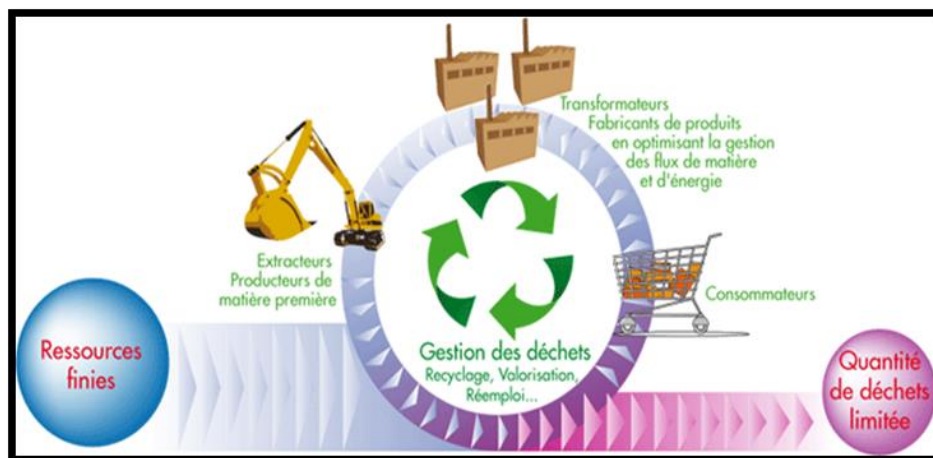 Transformateurs
Fabricants de produits
en optimisant la gestion
des flux de matière
et d'énergie
Extracteurs
Producteurs de
matière première
Consommateurs
Ressources
finies
Gestion des déchets
Recyclage, Valorisation,
Réemploi...
Quantité
de déchets
limitée